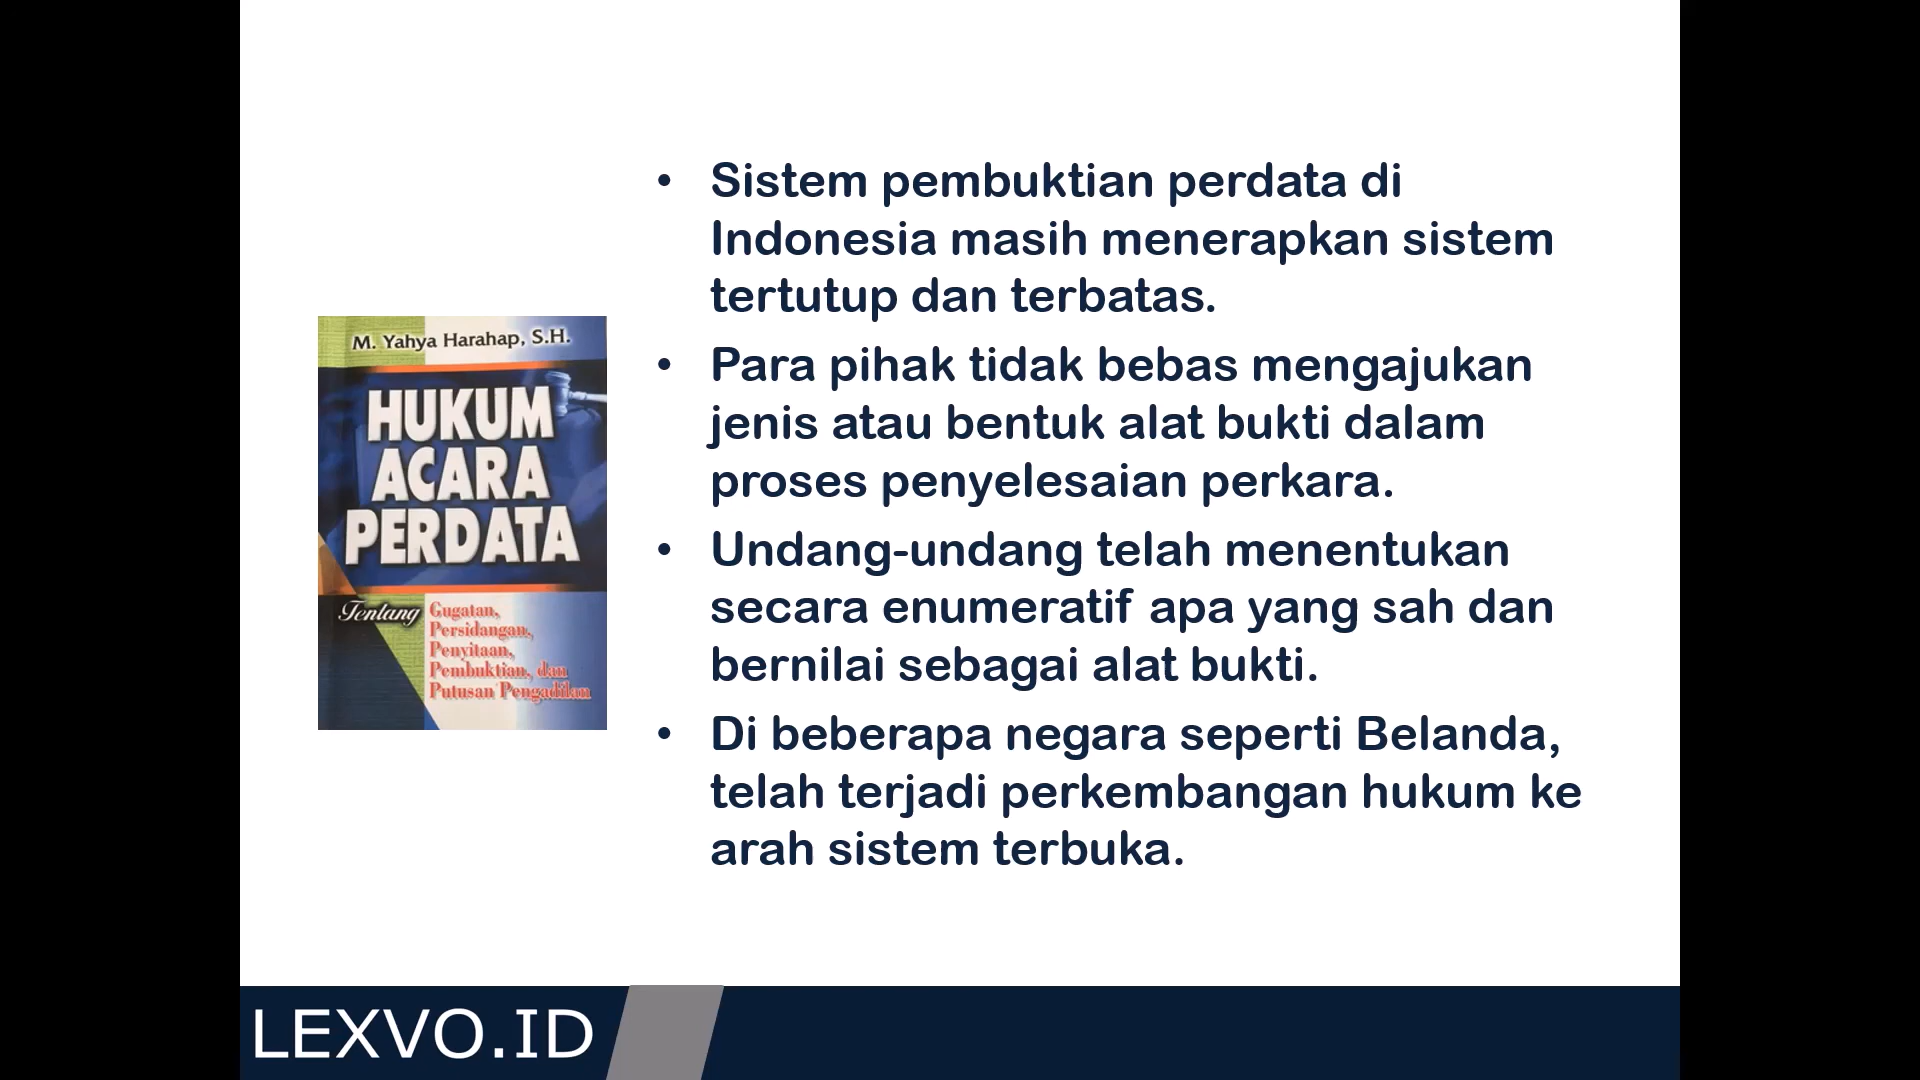 M. Yahya Harahap, S.H.
HUKUM
ACARA
PERDATA
Tentang
Gugatan,
Persidangan,
Penyitaan,
Pembuktian, dan
Putusan Pengadilan
• Sistem pembuktian perdata di
Indonesia masih menerapkan sistem
tertutup dan terbatas.
• Para pihak tidak bebas mengajukan
jenis atau bentuk alat bukti dalam
proses penyelesaian perkara.
• Undang-undang telah menentukan
secara enumeratif apa yang sah dan
bernilai sebagai alat bukti.
• Di beberapa negara seperti Belanda,
telah terjadi perkembangan hukum ke
arah sistem terbuka.
LEXVO.ID